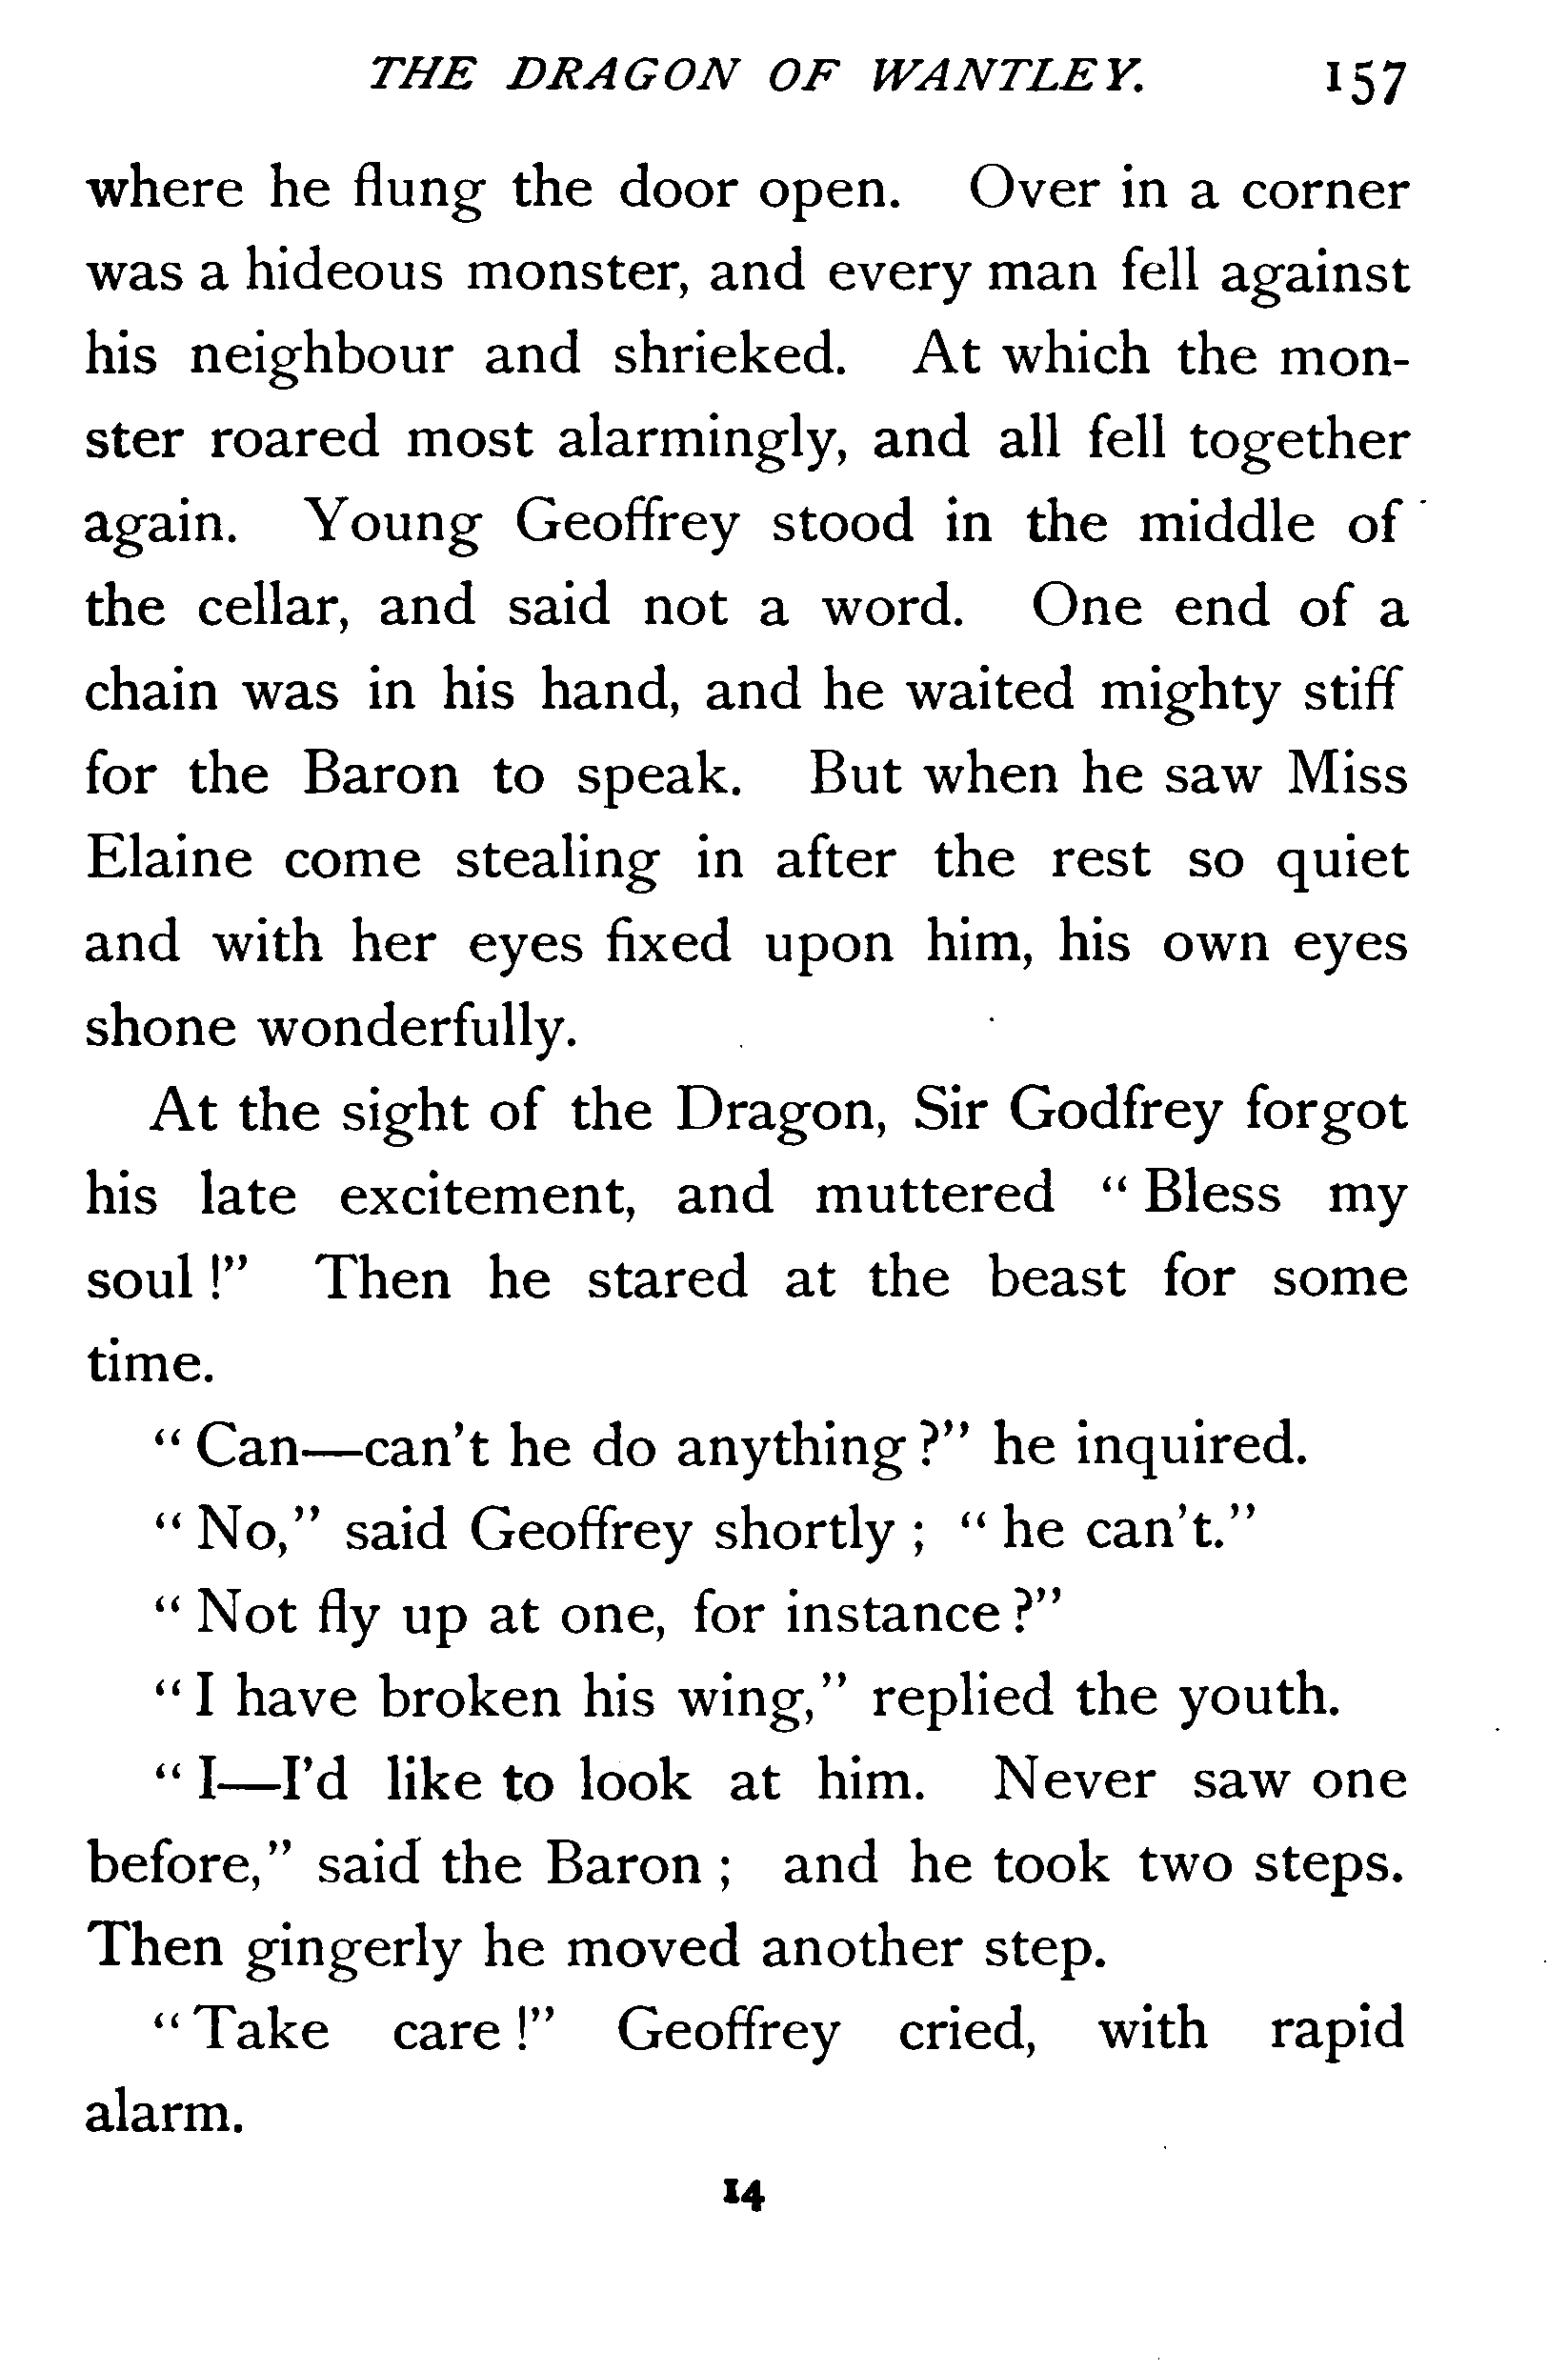 THE DRAGON OF WANTLEY. 157
where he flung the door open. Over in a corner
was a hideous monster, and every man fell against
his neighbour and shrieked. At which the mon-
ster roared most alarmingly, and all fell together
again. Young Geoffrey stood in the middle of
the cellar, and said not a word. One end of a
chain was in his hand, and he waited mighty stiff
for the Baron to speak. But when he saw Miss
Elaine come stealing in after the rest so quiet
and with her eyes fixed upon him, his own eyes
shone wonderfully.
At the sight of the Dragon, Sir Godfrey forgot
his late excitement, and muttered “Bless my
soul!” Then he stared at the beast for some
time.
“Can—can’t he do anything?” he inquired.
“No,” said Geoffrey shortly; “he can’t.”
“Not fly up at one, for instance?”
“I have broken his wing,” replied the youth.
“I—I’d like to look at him. Never saw one
before,” said the Baron; and he took two steps.
Then gingerly he moved another step.
“Take care!” Geoffrey cried, with rapid
alarm.
14